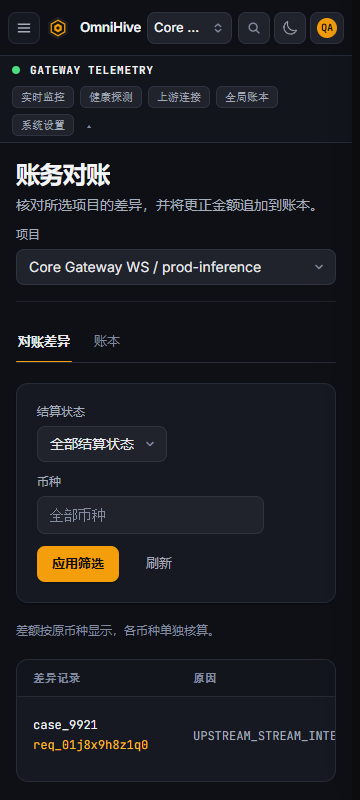 OmniHive Core ... QA
GATEWAY TELEMETRY
实时监控 健康探测 上游连接 全局账本
系统设置
账务对账
核对所选项目的差异，并将更正金额追加到账本。
项目
Core Gateway WS / prod-inference
对账差异 账本
结算状态
全部结算状态
币种
全部币种
应用筛选 刷新
差额按原币种显示，各币种单独核算。
差异记录 原因
case_9921
req_01j8x9h8z1q0 UPSTREAM_STREAM_INTE